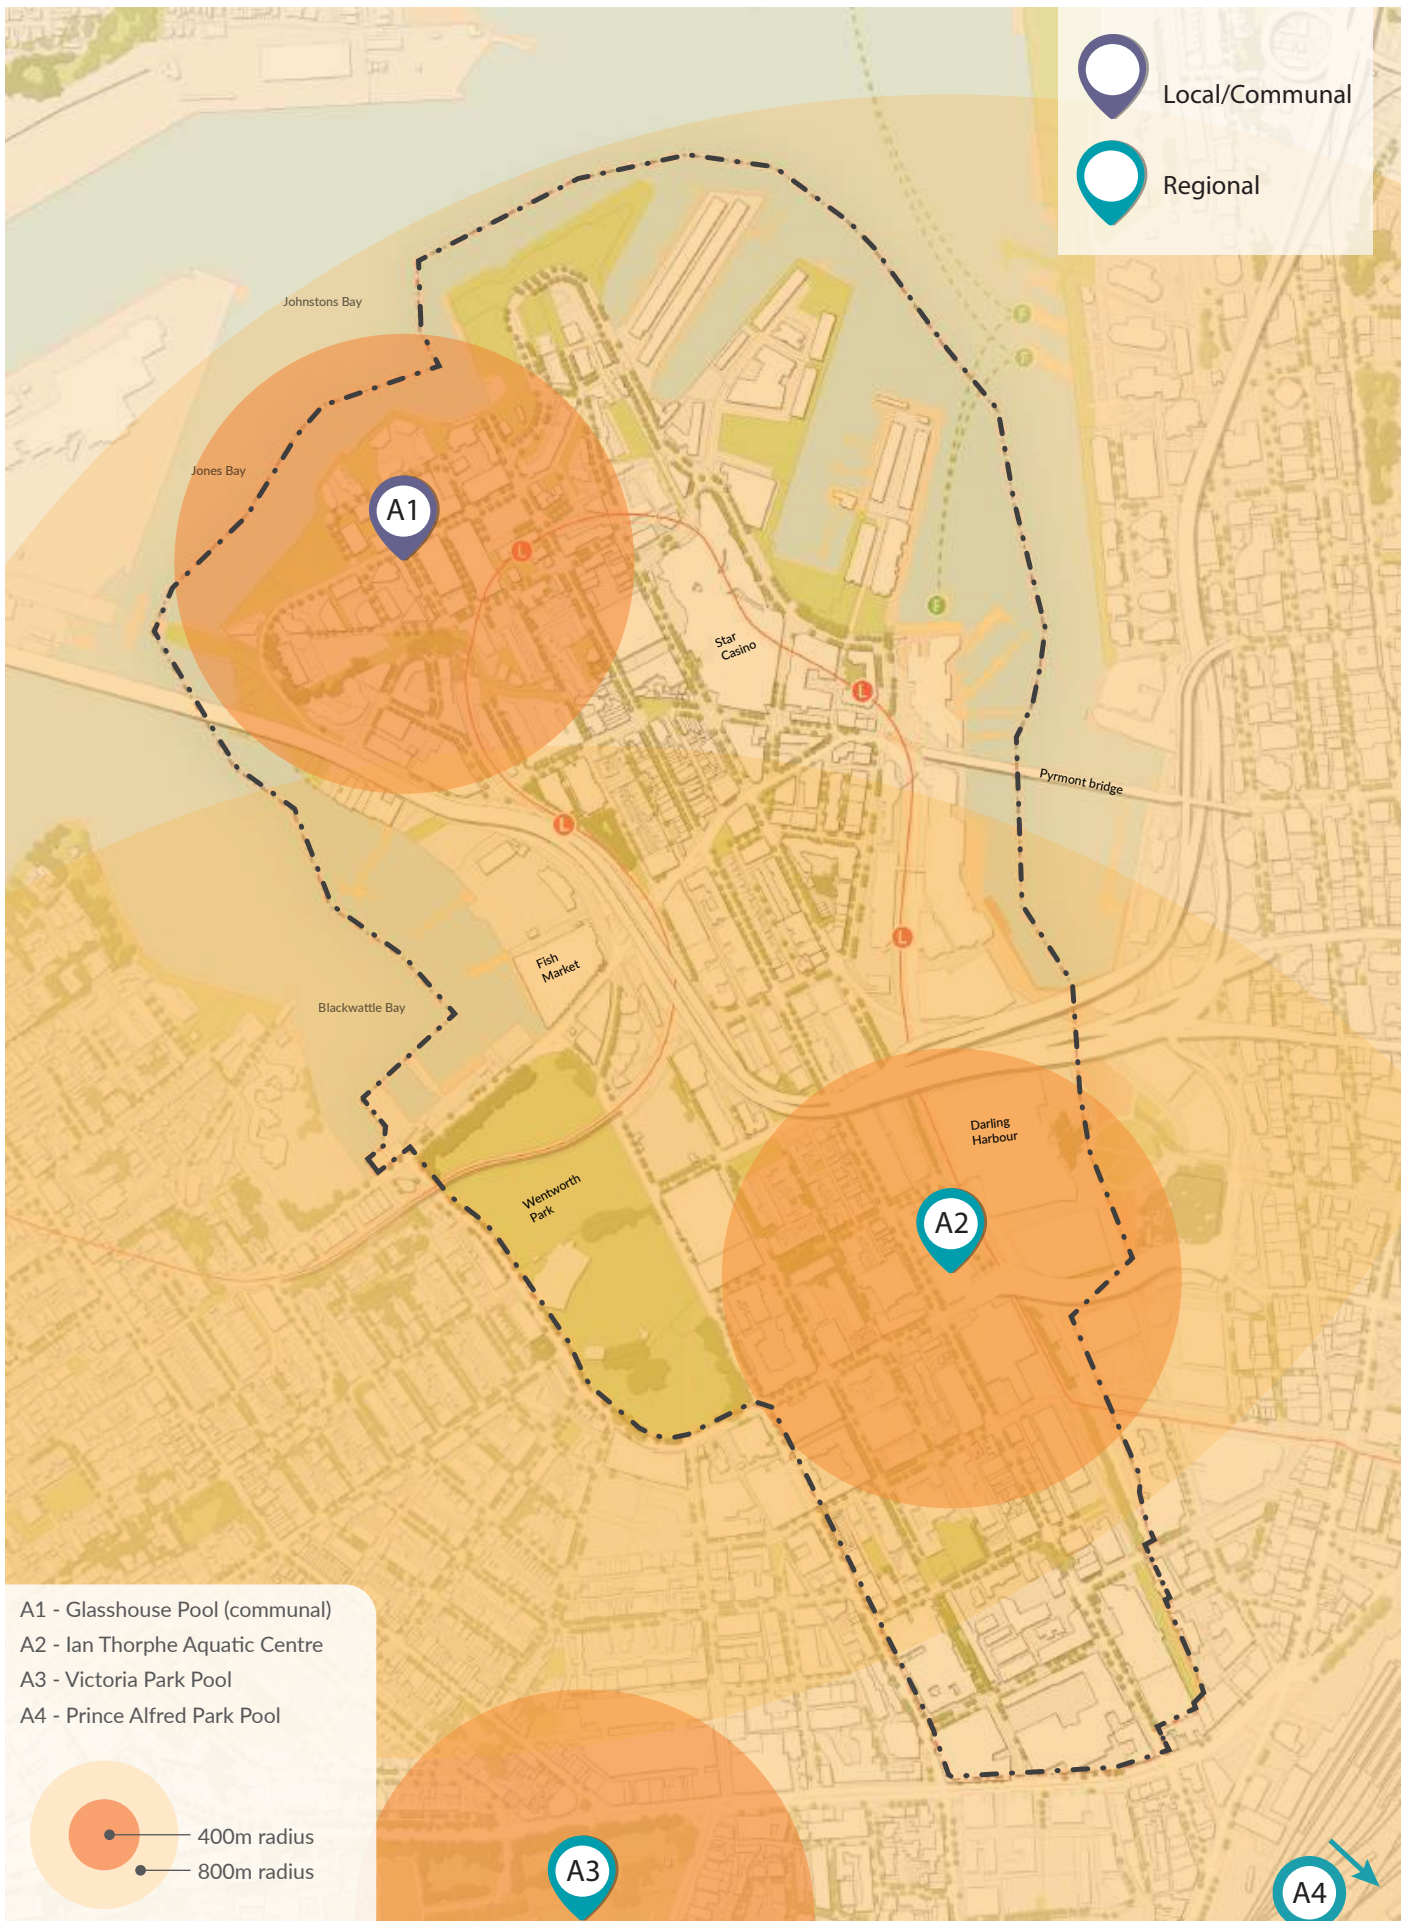 Local/Communal
Regional
F
Johnstons Bay
F
Jones Bay
A1
L
F
Star
Casino
L
Pyrmont bridge
L
L
Fish
Market
Blackwattle Bay
Darling
Harbour
Wentworth
Park
A2
A1 - Glasshouse Pool (communal)
A2 - Ian Thorphe Aquatic Centre
A3 - Victoria Park Pool
A4 - Prince Alfred Park Pool
400m radius
800m radius
A3
A4